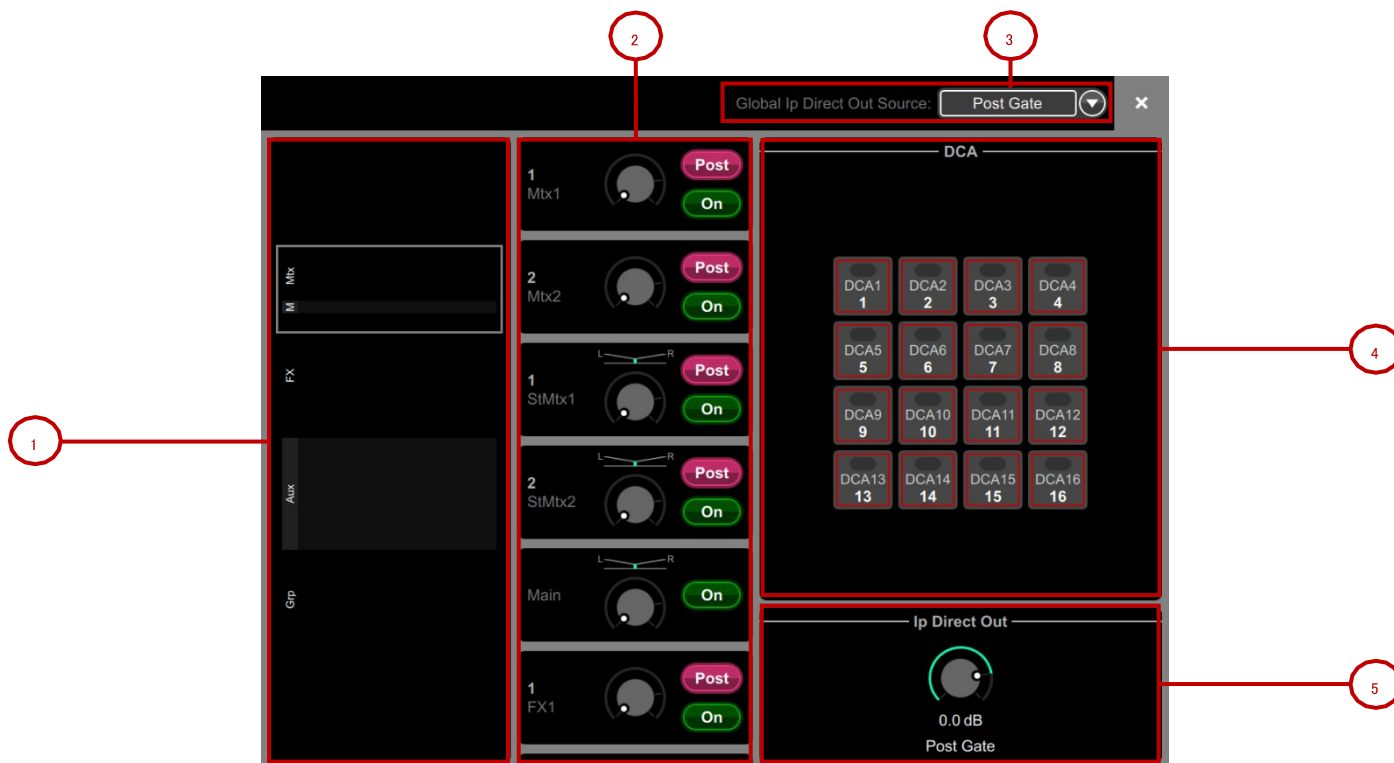 2
3
Global Ip Direct Out Source: Post Gate
Mtx
M
FX
Aux
Grp
1
1
Mtx1
Post
On
2
Mtx2
Post
On
L R
1
StMtx1
Post
On
L R
2
StMtx2
Post
On
L R
Main
On
1
FX1
Post
On
DCA
DCA1 DCA2 DCA3 DCA4
1 2 3 4
DCA5 DCA6 DCA7 DCA8
5 6 7 8
DCA9 DCA10 DCA11 DCA12
9 10 11 12
DCA13 DCA14 DCA15 DCA16
13 14 15 16
4
Ip Direct Out
0.0 dB
Post Gate
5